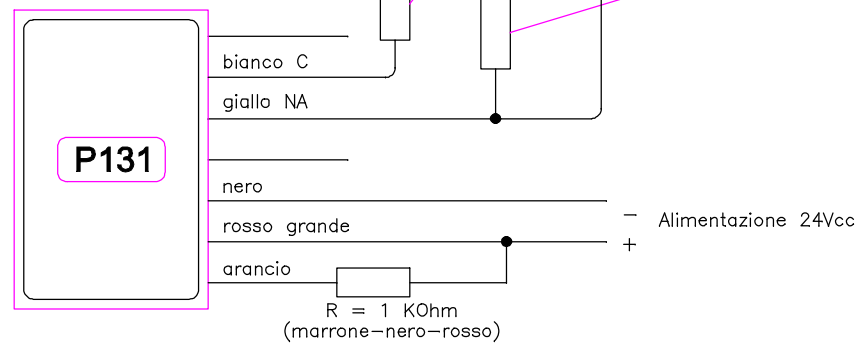 bianco C
giallo NA
P131
nero
rosso grande
− Alimentazione 24Vcc
+
arancio
R = 1 KOhm
(marrone-nero-rosso)